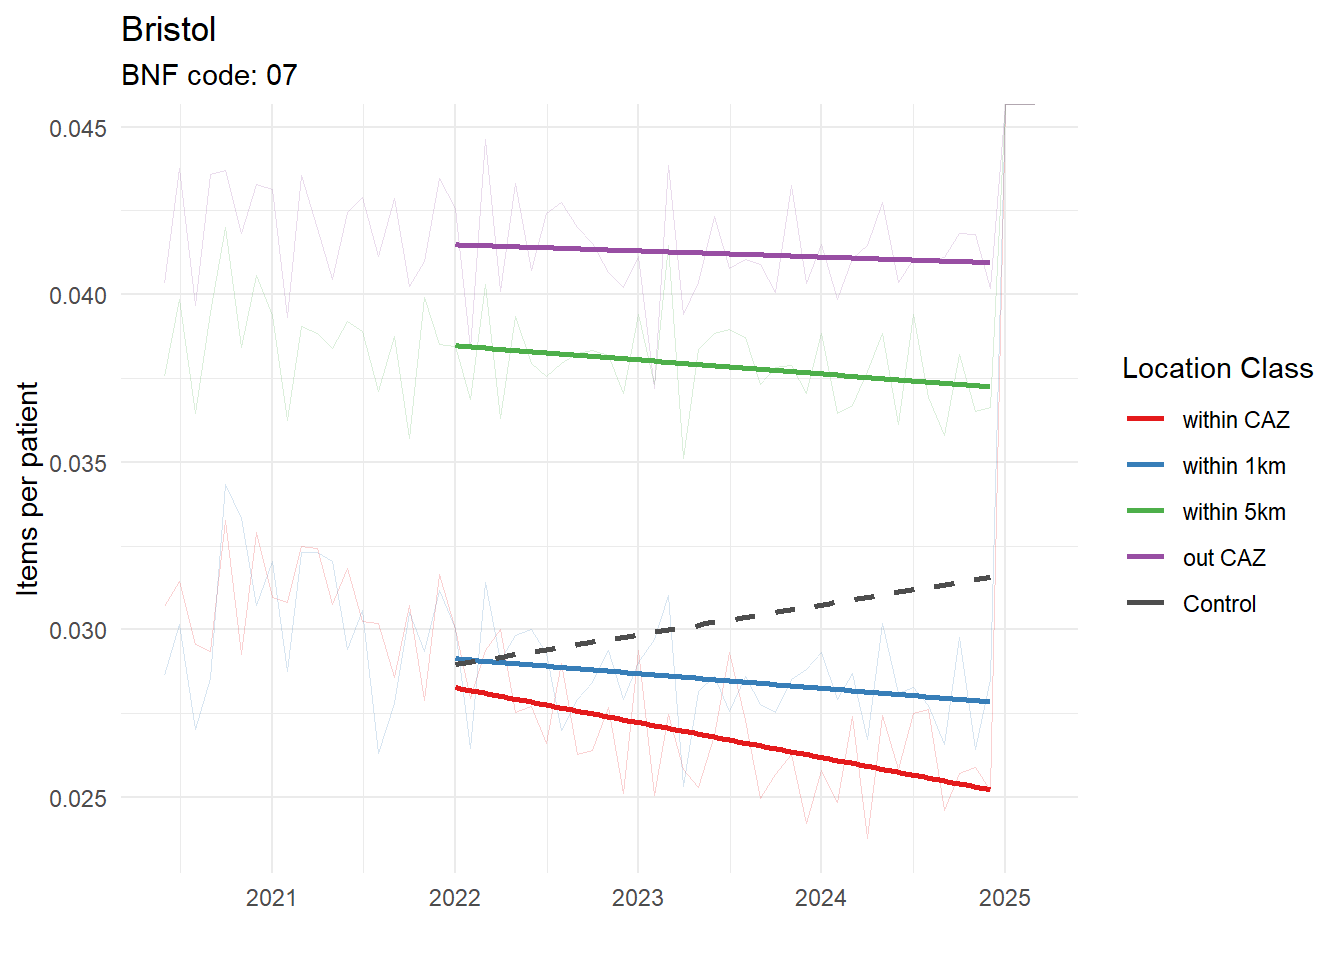 Bristol
BNF code: 07
Items per patient
0.045
0.040
0.035
0.030
0.025
2021
2022
2023
2024
2025
Location Class
within CAZ
within 1km
within 5km
out CAZ
Control